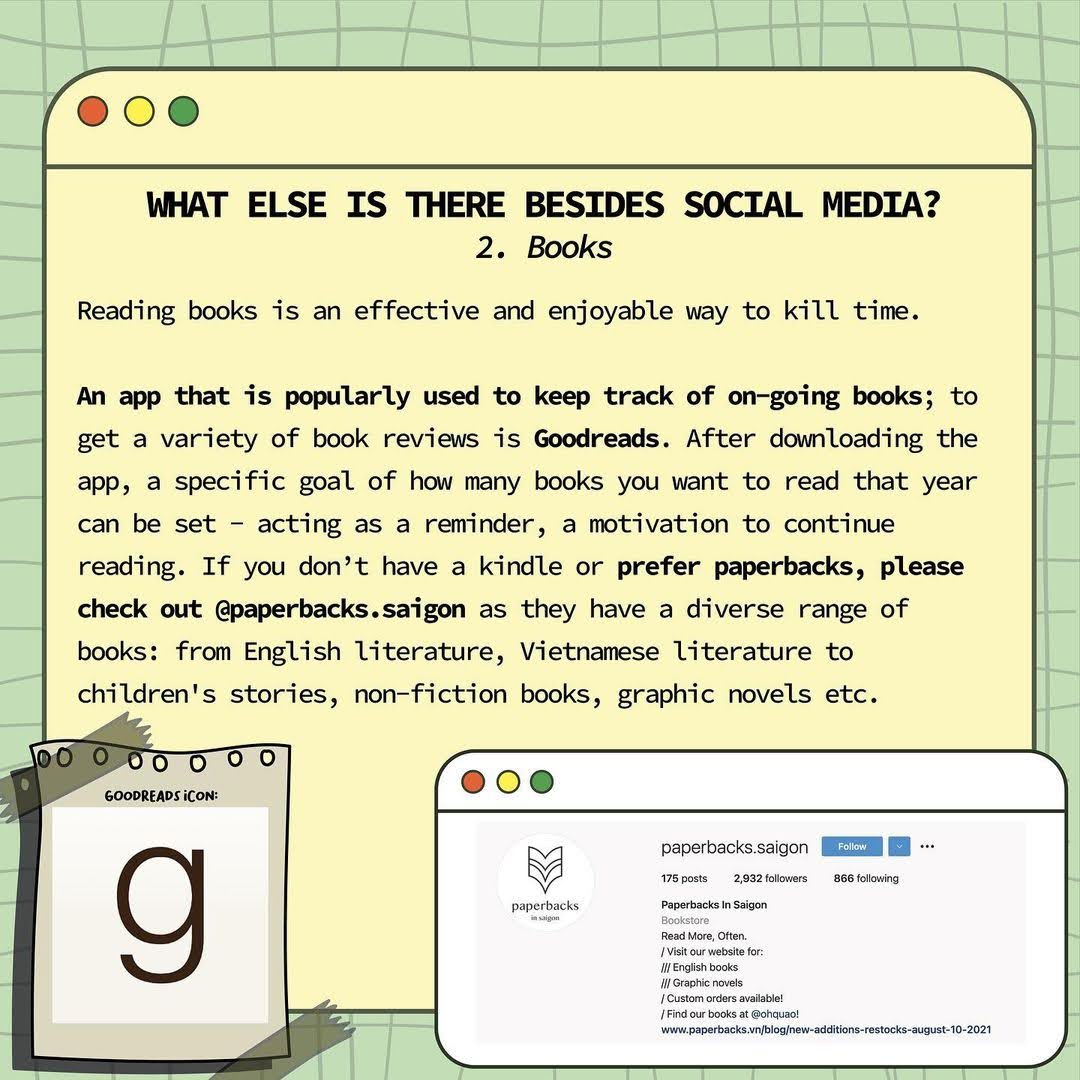 WHAT ELSE IS THERE BESIDES SOCIAL MEDIA?
2. Books
Reading books is an effective and enjoyable way to kill time.
An app that is popularly used to keep track of on-going books; to
get a variety of book reviews is Goodreads. After downloading the
app, a specific goal of how many books you want to read that year
can be set - acting as a reminder, a motivation to continue
reading. If you don’t have a kindle or prefer paperbacks, please
check out @paperbacks.saigon as they have a diverse range of
books: from English literature, Vietnamese literature to
children's stories, non-fiction books, graphic novels etc.
GOODREADS iCON:
g
paperbacks
in saigon
paperbacks.saigon Follow ...
175 posts 2,932 followers 866 following
Paperbacks In Saigon
Bookstore
Read More, Often.
/ Visit our website for:
/// English books
/// Graphic novels
/ Custom orders available!
/ Find our books at @ohquao!
www.paperbacks.vn/blog/new-additions-restocks-august-10-2021